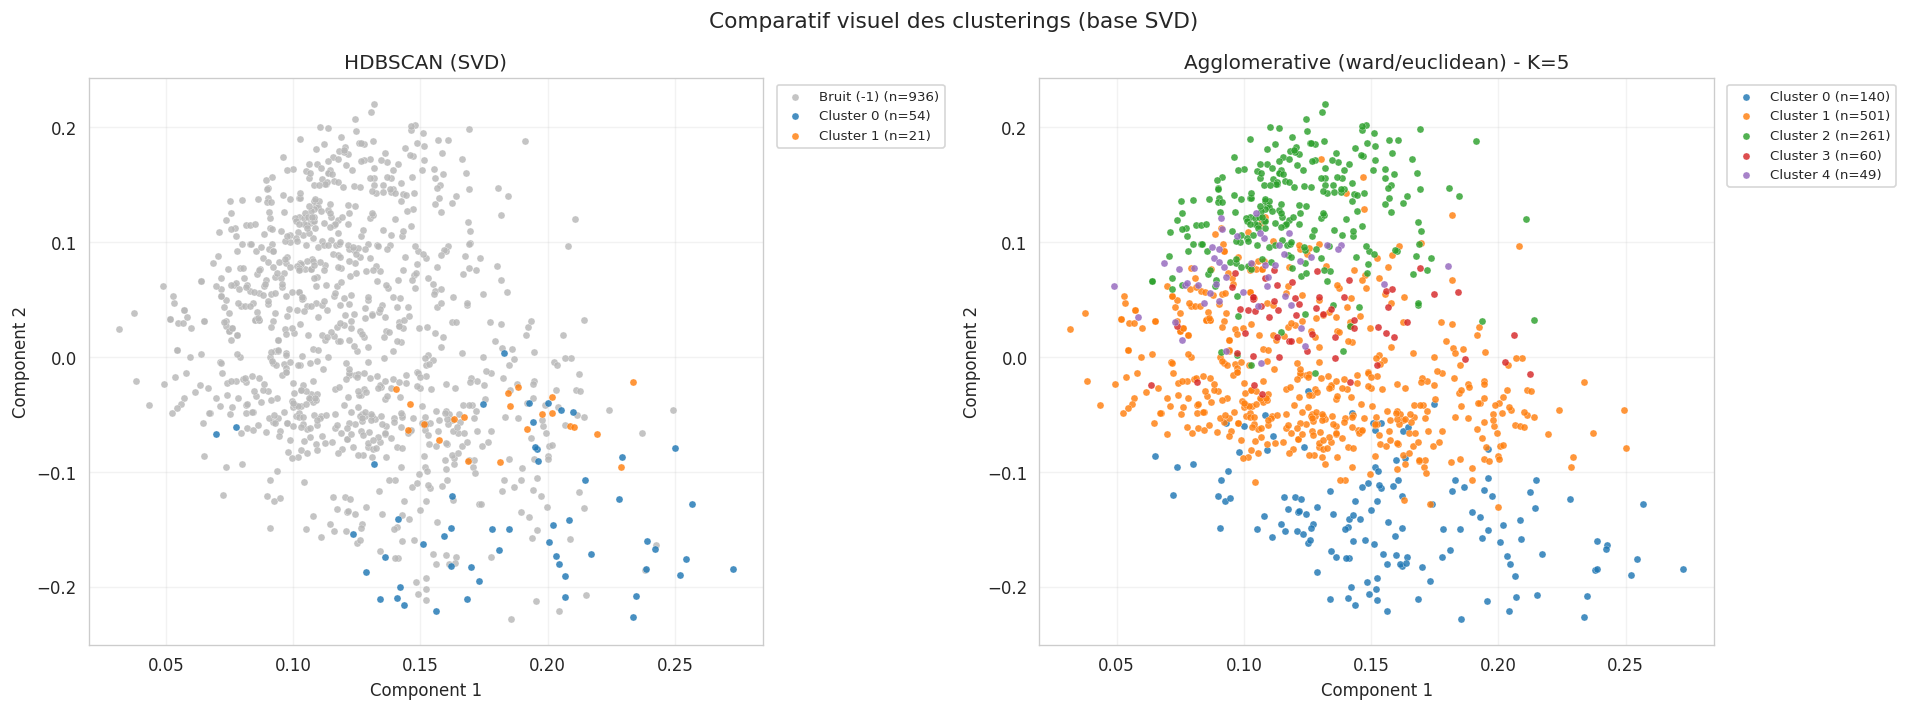 Comparatif visuel des clusterings (base SVD)
HDBSCAN (SVD)
Bruit (-1) (n=936)
Cluster 0 (n=54)
Cluster 1 (n=21)
0.2
0.1
0.0
−0.1
−0.2
Component 2
0.05 0.10 0.15 0.20 0.25
Component 1
Agglomerative (ward/euclidean) - K=5
Cluster 0 (n=140)
Cluster 1 (n=501)
Cluster 2 (n=261)
Cluster 3 (n=60)
Cluster 4 (n=49)
0.2
0.1
0.0
−0.1
−0.2
Component 2
0.05 0.10 0.15 0.20 0.25
Component 1